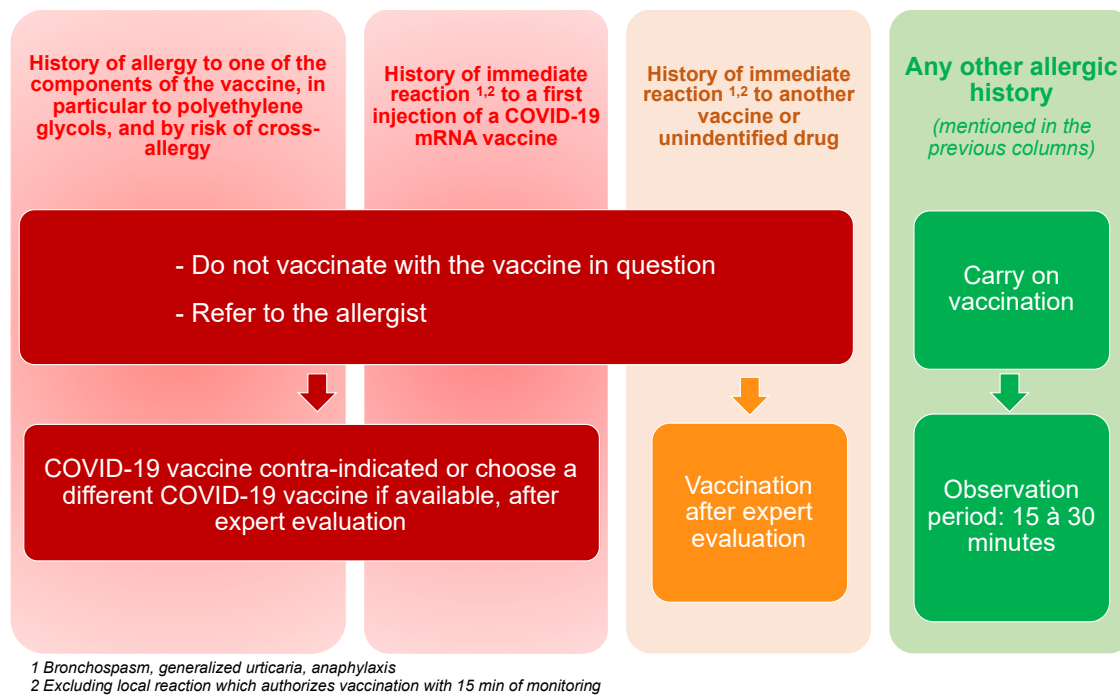 History of allergy to one of the
components of the vaccine, in
particular to polyethylene
glycols, and by risk of cross-
allergy
History of immediate
reaction 1,2 to a first
injection of a COVID-19
mRNA vaccine
History of immediate
reaction 1,2 to another
vaccine or
unidentified drug
Any other allergic
history
(mentioned in the
previous columns)
- Do not vaccinate with the vaccine in question
- Refer to the allergist
Carry on
vaccination
COVID-19 vaccine contra-indicated or choose a
different COVID-19 vaccine if available, after
expert evaluation
Vaccination
after expert
evaluation
Observation
period: 15 à 30
minutes
1 Bronchospasm, generalized urticaria, anaphylaxis
2 Excluding local reaction which authorizes vaccination with 15 min of monitoring